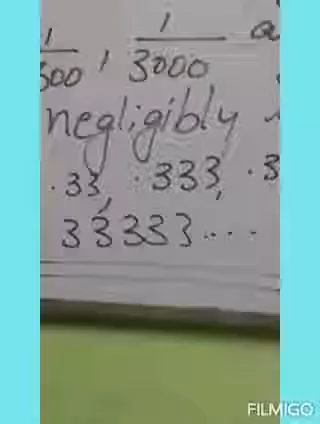 1/300, 1/3000 a
negligibly
.33, .333, .3
33333....
FILMIGO